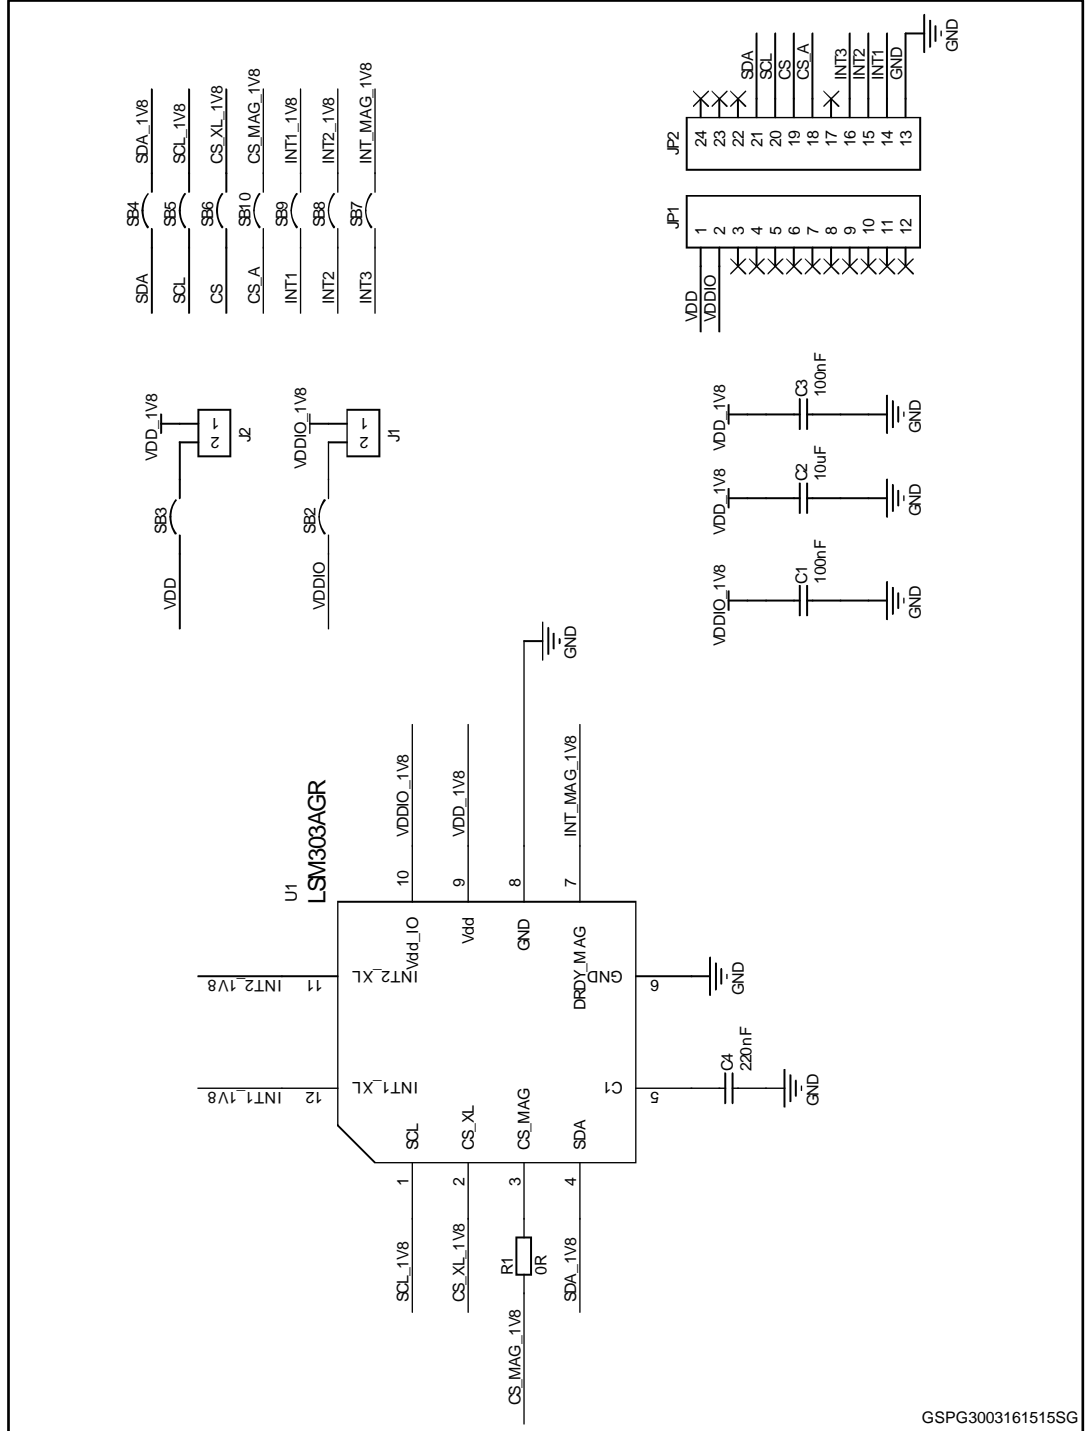 SDA
SB4
SDA_1V8
SCL
SB5
SCL_1V8
CS
SB6
CS_XL_1V8
CS_A
SB10
CS_MAG_1V8
INT1
SB9
INT1_1V8
INT2
SB8
INT2_1V8
INT3
SB7
INT_MAG_1V8
VDD
SB3
VDD_1V8
1
2
J2
VDDIO
SB2
VDDIO_1V8
1
2
J1
JP2
24
23
22
21
SDA
20
SCL
19
CS
18
CS_A
17
16
INT3
15
INT2
14
INT1
13
GND
GND
JP1
VDD
1
VDDIO
2
3
4
5
6
7
8
9
10
11
12
VDDIO_1V8
C1
100nF
GND
VDD_1V8
C2
10uF
GND
VDD_1V8
C3
100nF
GND
U1
LSM303AGR
SCL_1V8
1
SCL
CS_XL_1V8
2
CS_XL
CS_MAG_1V8
R1
0R
3
CS_MAG
SDA_1V8
4
SDA
C1
5
C4
220nF
GND
GND
6
GND
DRDY_MAG
7
INT_MAG_1V8
GND
8
GND
Vdd
9
VDD_1V8
Vdd_IO
10
VDDIO_1V8
INT2_XL
11
INT2_1V8
INT1_XL
12
INT1_1V8
GSPG3003161515SG